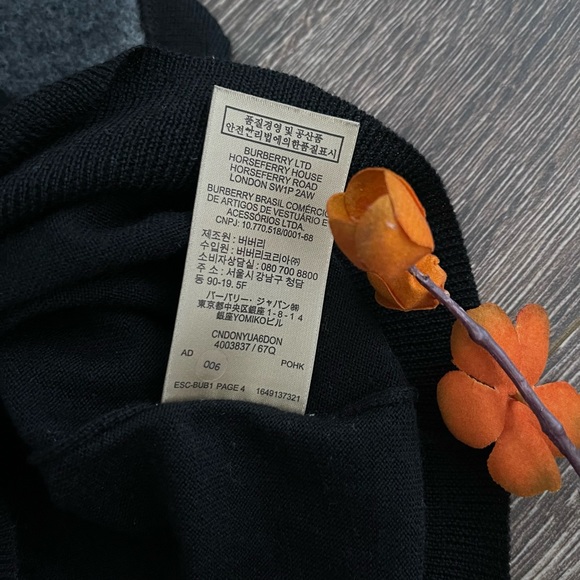 품질경영 및 공산품
안전관리법에의한품질표시
BURBERRY LTD
HORSEFERRY HOUSE
HORSEFERRY ROAD
LONDON SW1P 2AW
BURBERRY BRASIL COMÉRCIO
DE ARTIGOS DE VESTUÁRIO E
ACESSÓRIOS LTDA.
CNPJ: 10.770.518/0001-68
제조원 : 버버리
수입원 : 버버리코리아㈜
소비자상담실 : 080 700 8800
주 소 : 서울시 강남구 청담
동 90-19. 5F
バーバリー・ジャパン㈱
東京都中央区銀座1-8-14
銀座YOMIKOビル
CNDONYUA6DON
4003837 / 67Q
AD 006 POHK
ESC-BUB1 PAGE 4 1649137321